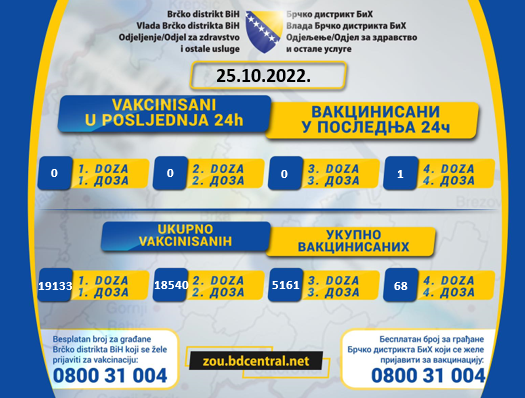 Brčko distrikt BiH
Vlada Brčko distrikta BiH
Odjeljenje/Odjel za zdravstvo
i ostale usluge
Брчко дистрикт БиХ
Влада Брчко дистрикта БиХ
Одјељење/Одјел за здравство
и остале услуге
25.10.2022.
VAKCINISANI
U POSLJEDNJA 24h
ВАКЦИНИСАНИ
У ПОСЛЕДЊА 24ч
0
1. DOZA
1. ДОЗА
0
2. DOZA
2. ДОЗА
0
3. DOZA
3. ДОЗА
1
4. DOZA
4. ДОЗА
UKUPNO
VAKCINISANIH
УКУПНО
ВАКЦИНИСАНИХ
19133
1. DOZA
1. ДОЗА
18540
2. DOZA
2. ДОЗА
5161
3. DOZA
3. ДОЗА
68
4. DOZA
4. ДОЗА
Besplatan broj za građane
Brčko distrikta BiH koji se žele
prijaviti za vakcinaciju:
0800 31 004
zou.bdcentral.net
Бесплатан број за грађане
Брчко дистрикта БиХ који се желе
пријавити за вакцинацију:
0800 31 004